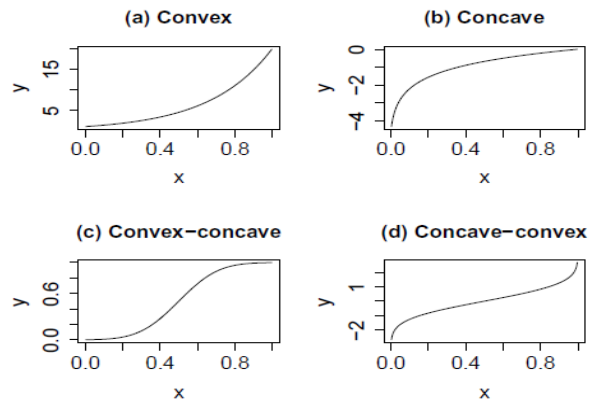 (a) Convex
y
15
5
0.0 0.4 0.8
x
(b) Concave
y
0
−2
−4
0.0 0.4 0.8
x
(c) Convex−concave
y
0.6
0.0
0.0 0.4 0.8
x
(d) Concave−convex
y
1
−2
0.0 0.4 0.8
x